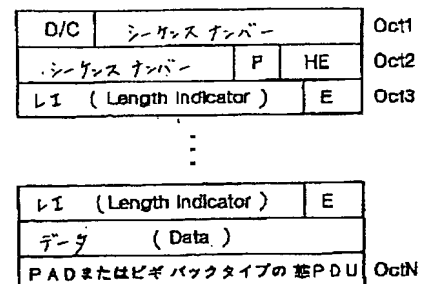 D/C シーケンス ナンバー Oct1
シーケンス ナンバー P HE Oct2
LI ( Length Indicator ) E Oct3
LI (Length Indicator ) E
データ ( Data )
PADまたはピギ バックタイプの 態PDU OctN